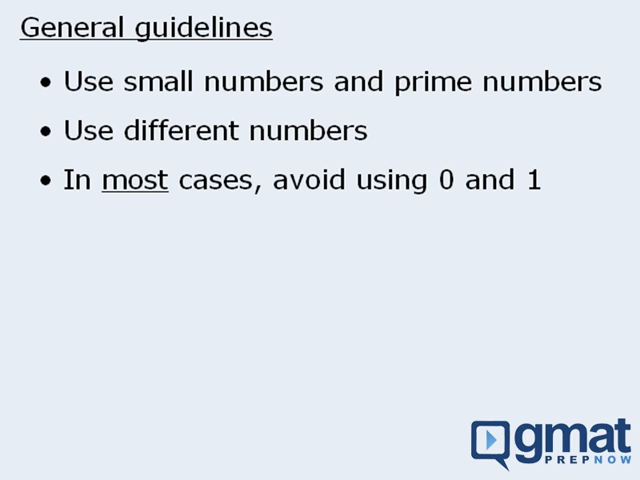 General guidelines
• Use small numbers and prime numbers
• Use different numbers
• In most cases, avoid using 0 and 1
gmat
PREPNOW